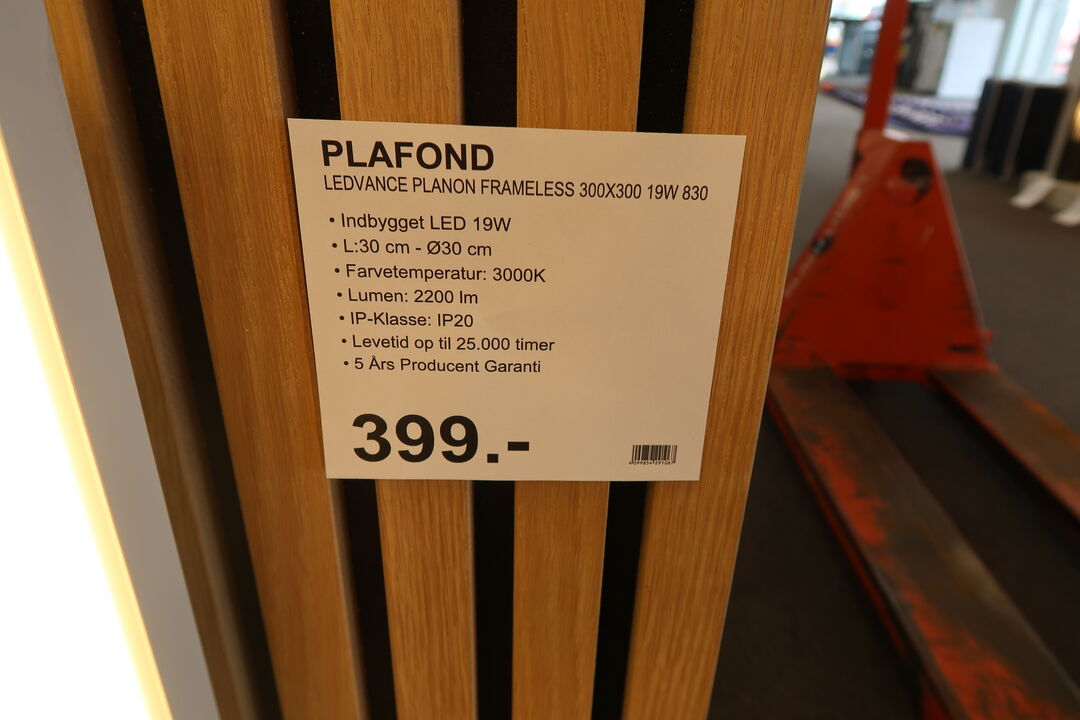 PLAFOND
LEDVANCE PLANON FRAMELESS 300X300 19W 830
• Indbygget LED 19W
• L:30 cm - Ø30 cm
• Farvetemperatur: 3000K
• Lumen: 2200 lm
• IP-Klasse: IP20
• Levetid op til 25.000 timer
• 5 Års Producent Garanti
399.-